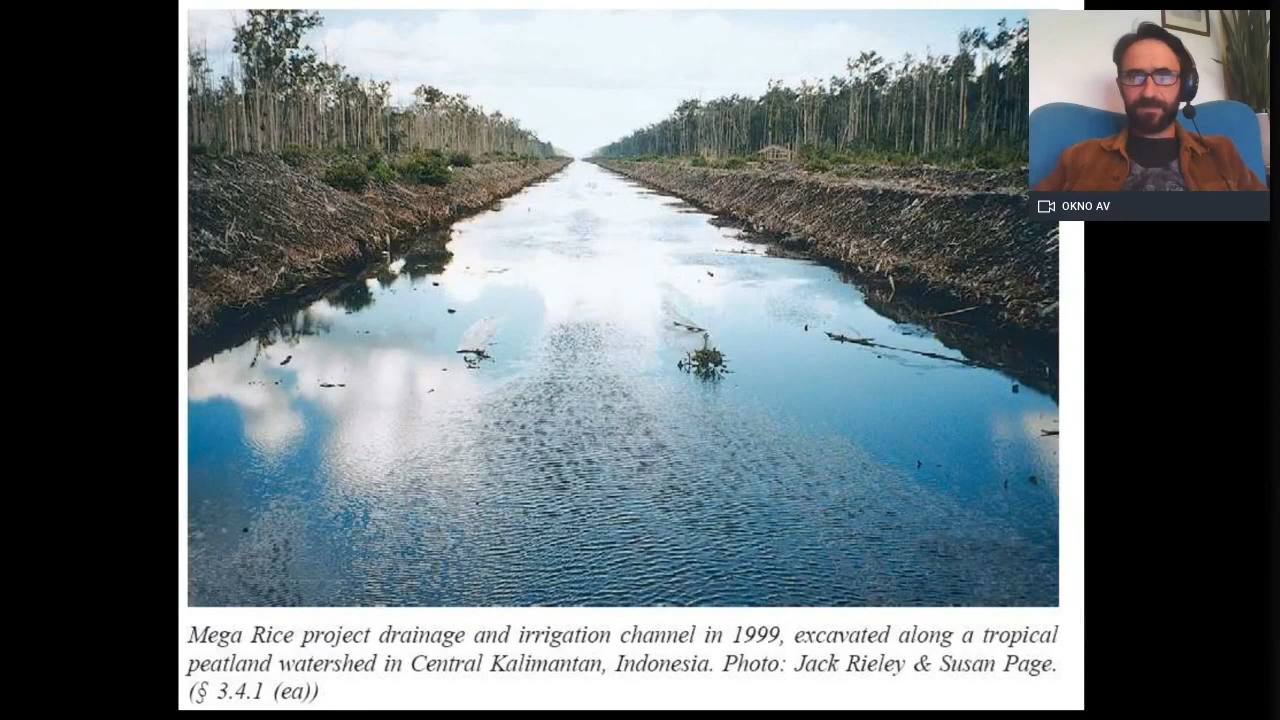 OKNO AV
Mega Rice project drainage and irrigation channel in 1999, excavated along a tropical
peatland watershed in Central Kalimantan, Indonesia. Photo: Jack Rieley & Susan Page.
(§ 3.4.1 (ea))